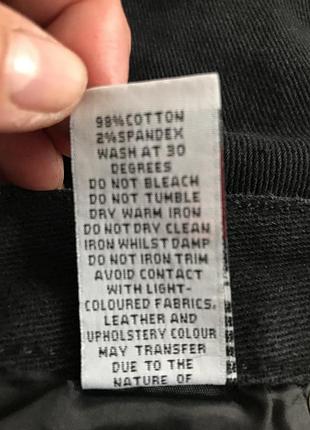 98%COTTON
2%SPANDEX
WASH AT 30
DEGREES
DO NOT BLEACH
DO NOT TUMBLE
DRY WARM IRON
DO NOT DRY CLEAN
IRON WHILST DAMP
DO NOT IRON TRIM
AVOID CONTACT
WITH LIGHT-
COLOURED FABRICS,
LEATHER AND
UPHOLSTERY COLOUR
MAY TRANSFER
DUE TO THE
NATURE OF